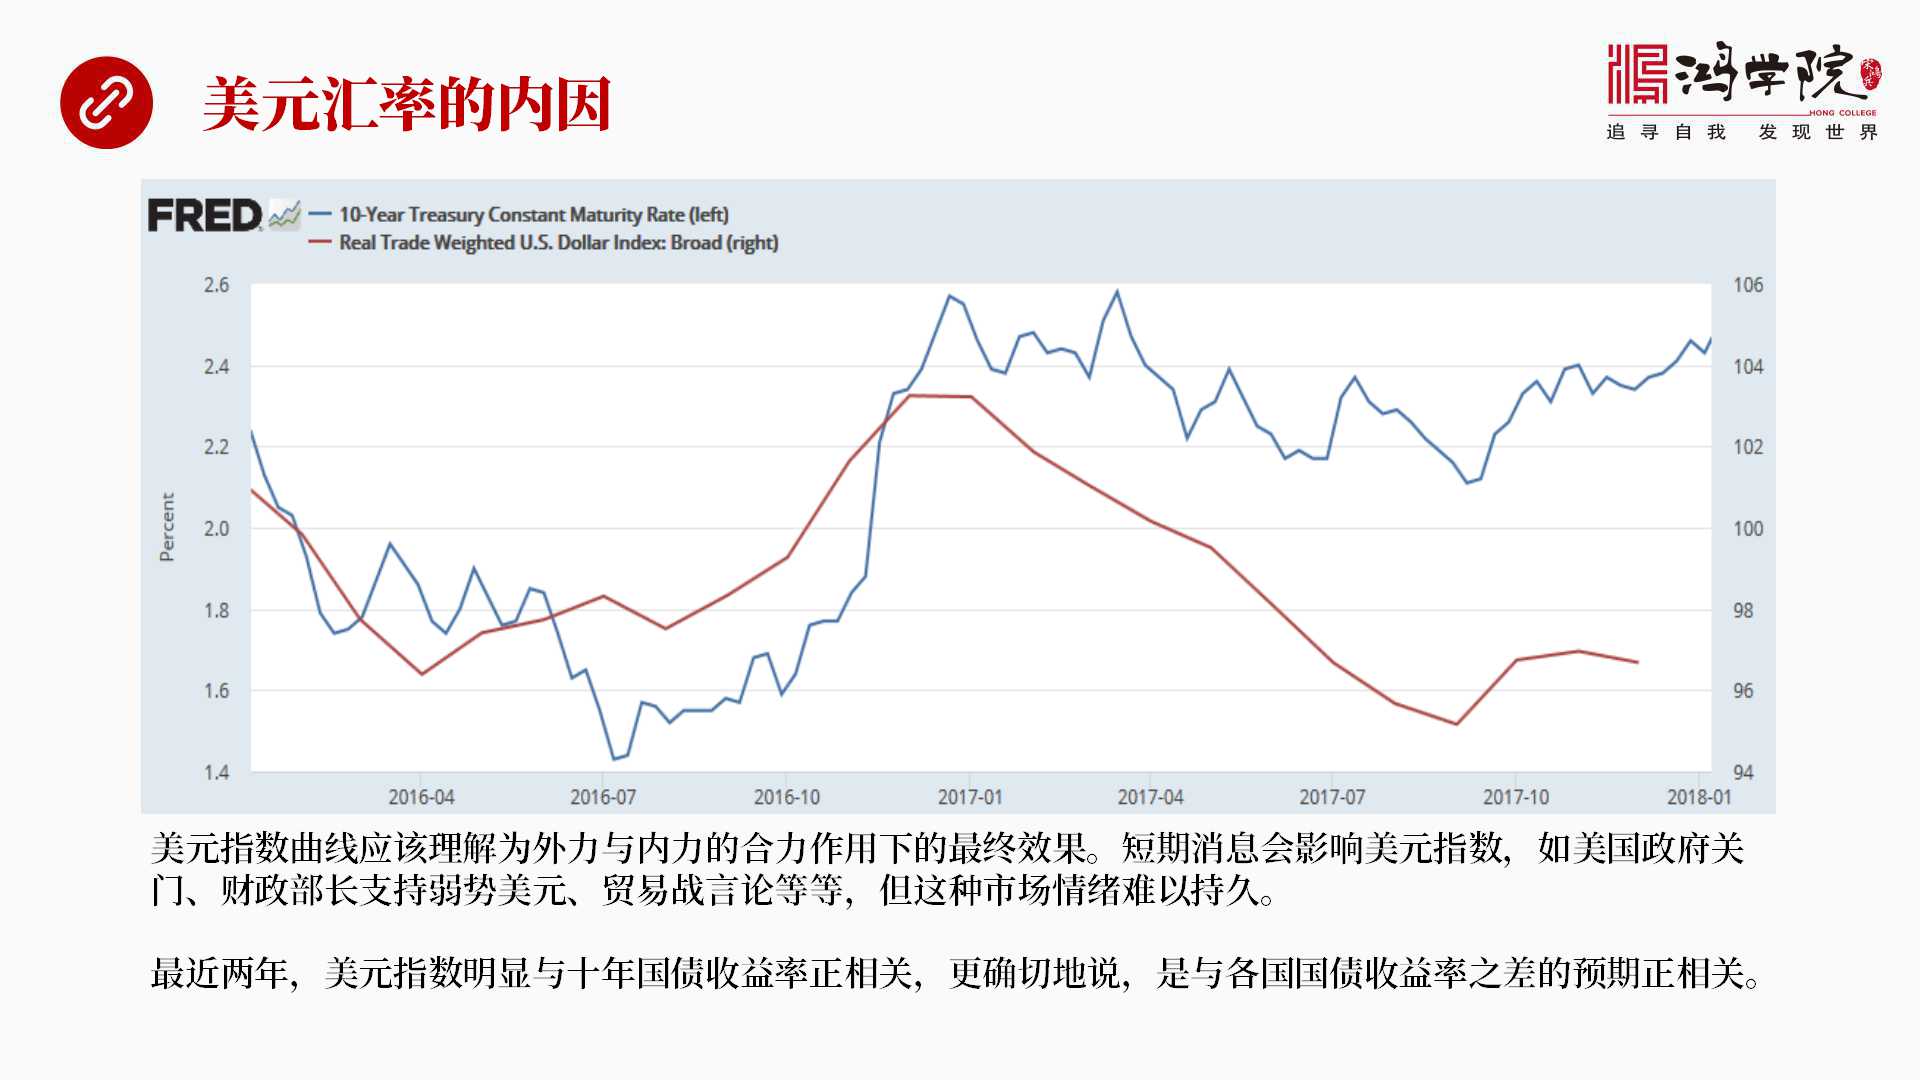 美元汇率的内因
鸿学院
宋鸿兵
HONG COLLEGE
追寻自我 发现世界
FRED
10-Year Treasury Constant Maturity Rate (left)
Real Trade Weighted U.S. Dollar Index: Broad (right)
2.6 106
2.4 104
2.2 102
2.0 100
1.8 98
1.6 96
1.4 94
Percent
2016-04 2016-07 2016-10 2017-01 2017-04 2017-07 2017-10 2018-01
美元指数曲线应该理解为外力与内力的合力作用下的最终效果。短期消息会影响美元指数，如美国政府关
门、财政部长支持弱势美元、贸易战言论等等，但这种市场情绪难以持久。
最近两年，美元指数明显与十年国债收益率正相关，更确切地说，是与各国国债收益率之差的预期正相关。